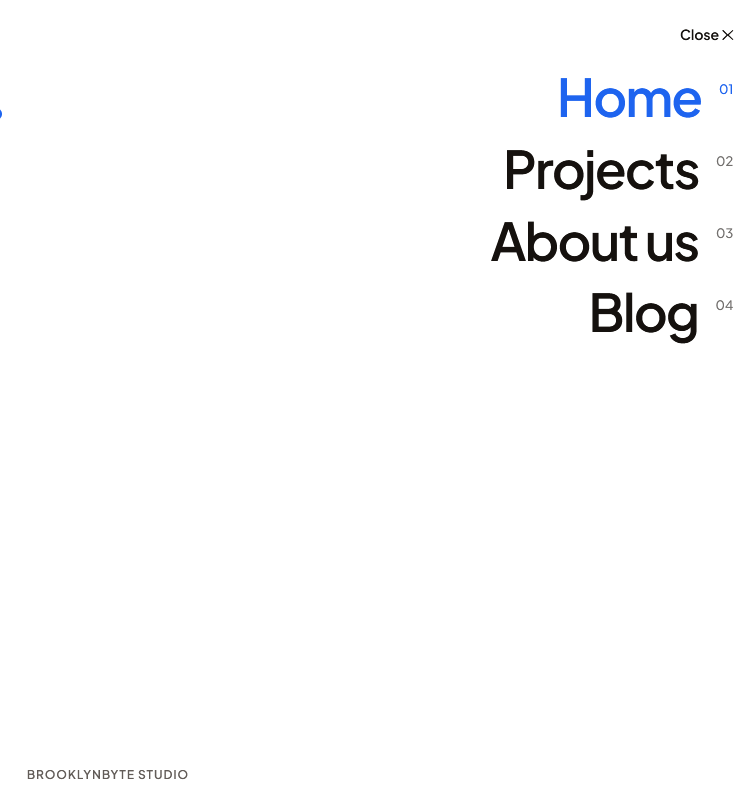 Close
Home 01
Projects 02
About us 03
Blog 04
BROOKLYNBYTE STUDIO